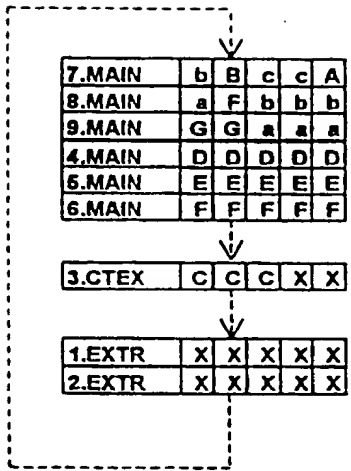 7.MAIN b B c c A
8.MAIN a F b b b
9.MAIN G G a a a
4.MAIN D D D D D
5.MAIN E E E E E
6.MAIN F F F F F
3.CTEX C C C X X
1.EXTR X X X X X
2.EXTR X X X X X